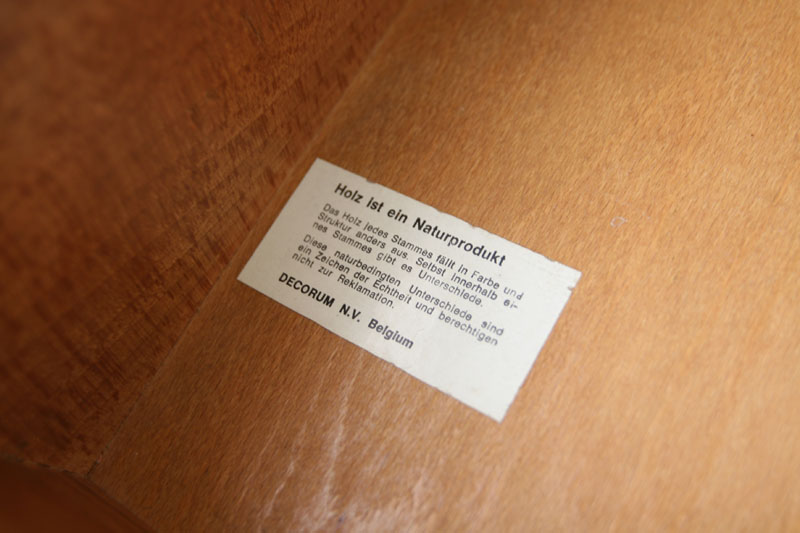 Holz ist ein Naturprodukt
Das Holz jedes Stammes fällt in Farbe und
Struktur anders aus. Selbst innerhalb ei-
nes Stammes gibt es Unterschiede.
Diese naturbedingten Unterschiede sind
ein Zeichen der Echtheit und berechtigen
nicht zur Reklamation.
DECORUM N.V. Belgium